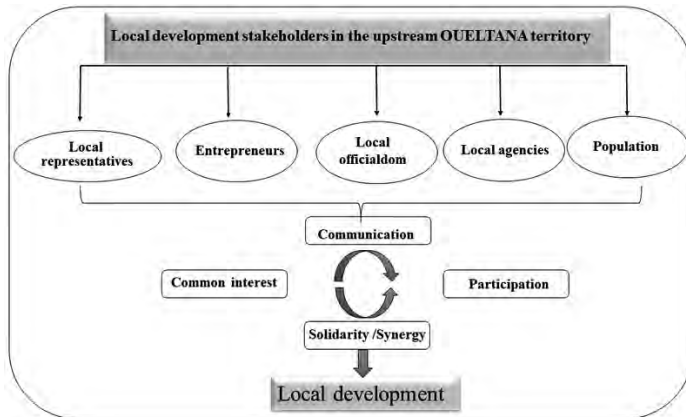 Local development stakeholders in the upstream OUELTANA territory
Local
representatives
Entrepreneurs
Local
officialdom
Local agencies
Population
Communication
Common interest
Participation
Solidarity /Synergy
Local development